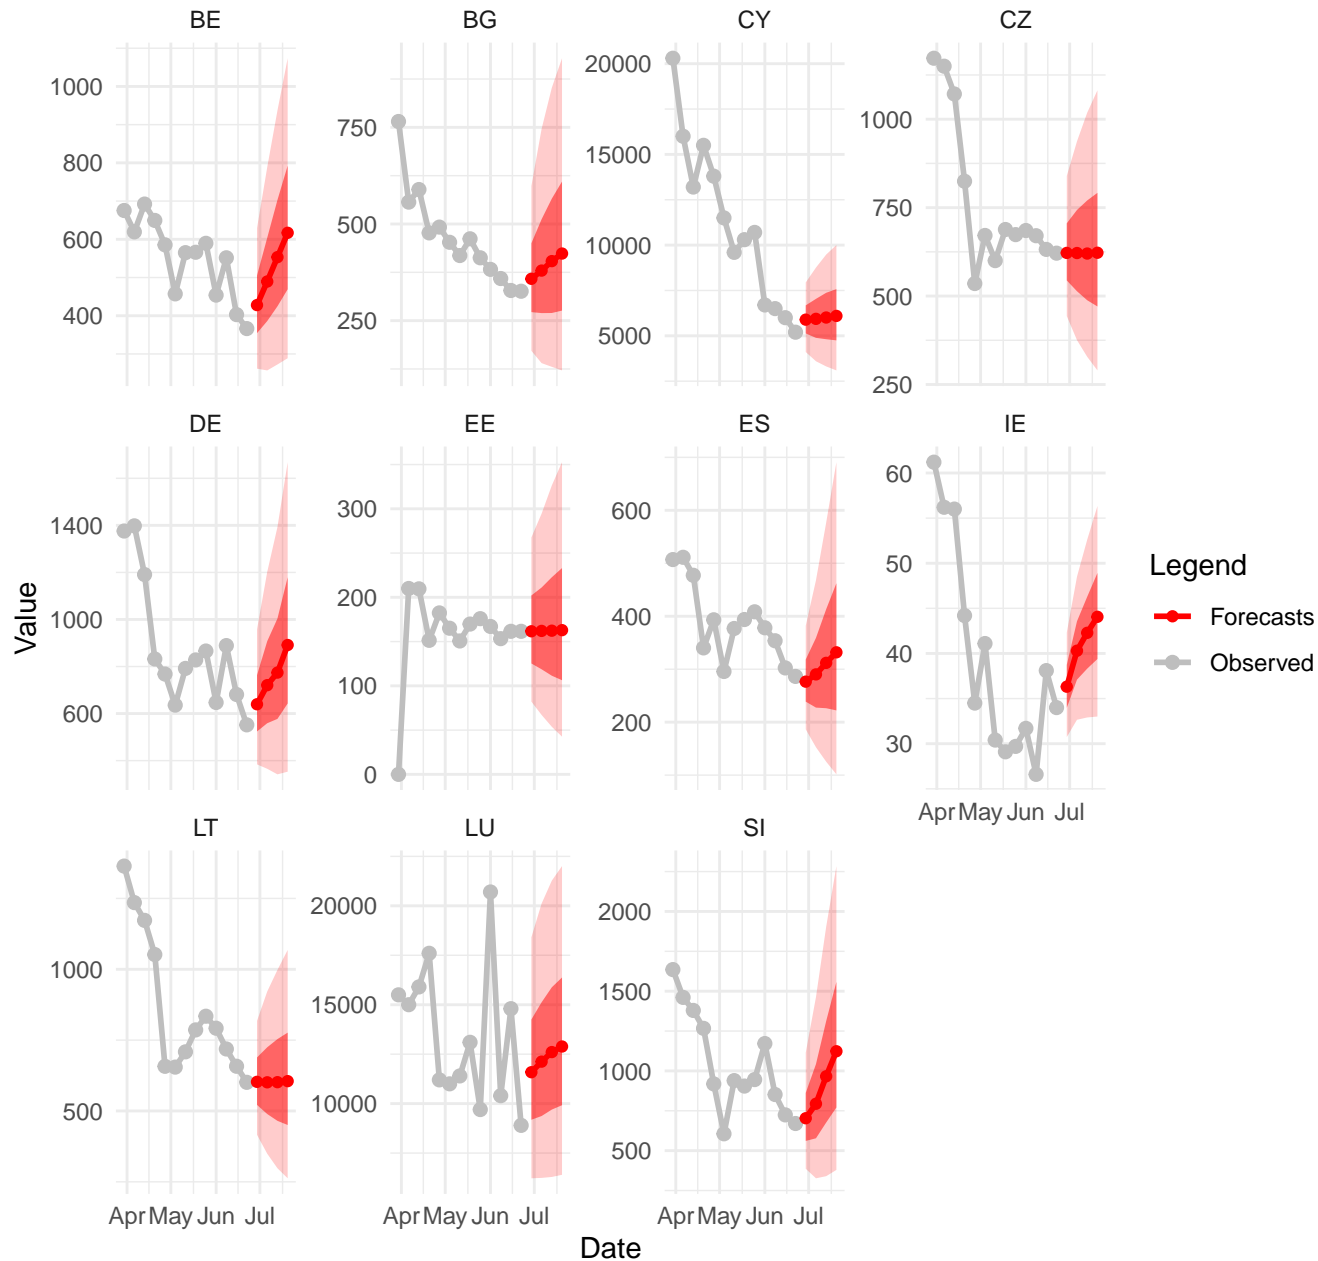 BE
BG
CY
CZ
1000
800
600
400
750
500
250
20000
15000
10000
5000
1000
750
500
250
DE
EE
ES
IE
1400
1000
600
300
200
100
0
600
400
200
60
50
40
30
Apr May Jun Jul
LT
LU
SI
1000
500
20000
15000
10000
2000
1500
1000
500
Apr May Jun Jul
Apr May Jun Jul
Apr May Jun Jul
Value
Date
Legend
Forecasts
Observed